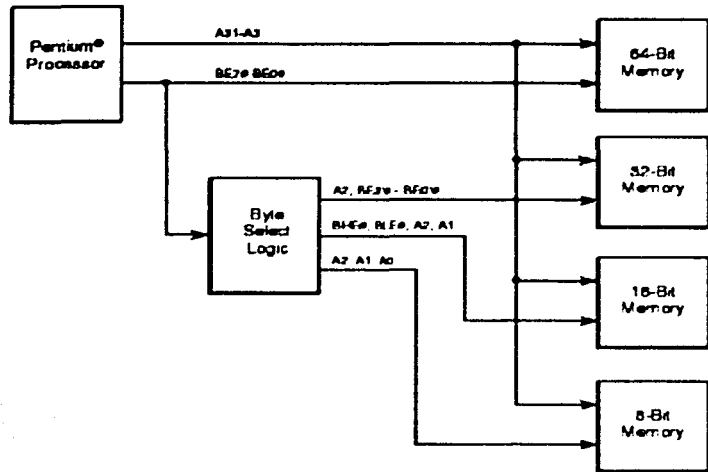 Pentium®
Processor
A31-A3
BE7#-BE0#
64-Bit
Memory
32-Bit
Memory
A2, BE3# - BE0#
Byte
Select
Logic
BHE#, BLE#, A2, A1
A2, A1, A0
16-Bit
Memory
8-Bit
Memory